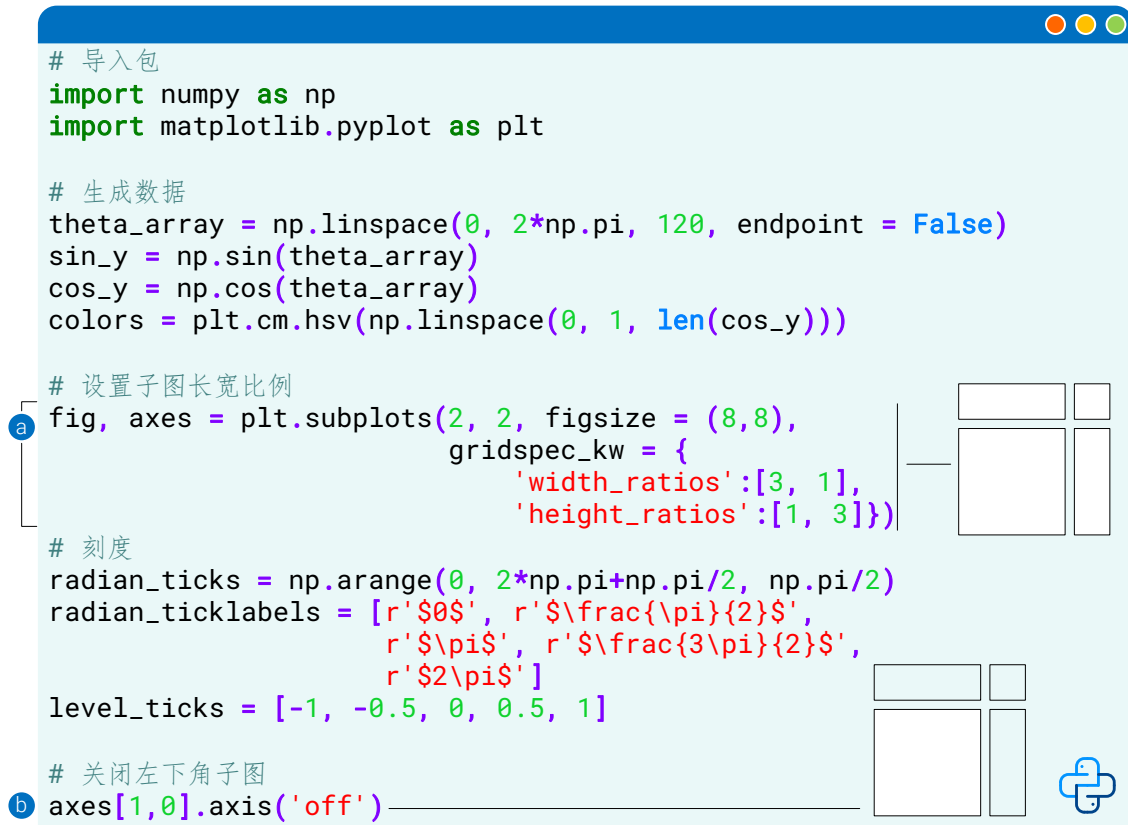 # 导入包
import numpy as np
import matplotlib.pyplot as plt
# 生成数据
theta_array = np.linspace(0, 2*np.pi, 120, endpoint = False)
sin_y = np.sin(theta_array)
cos_y = np.cos(theta_array)
colors = plt.cm.hsv(np.linspace(0, 1, len(cos_y)))
# 设置子图长宽比例
a fig, axes = plt.subplots(2, 2, figsize = (8,8),
gridspec_kw = {
'width_ratios':[3, 1],
'height_ratios':[1, 3]})
# 刻度
radian_ticks = np.arange(0, 2*np.pi+np.pi/2, np.pi/2)
radian_ticklabels = [r'$0$', r'$\frac{\pi}{2}$',
r'$\pi$', r'$\frac{3\pi}{2}$',
r'$2\pi$']
level_ticks = [-1, -0.5, 0, 0.5, 1]
# 关闭左下角子图
b axes[1,0].axis('off')